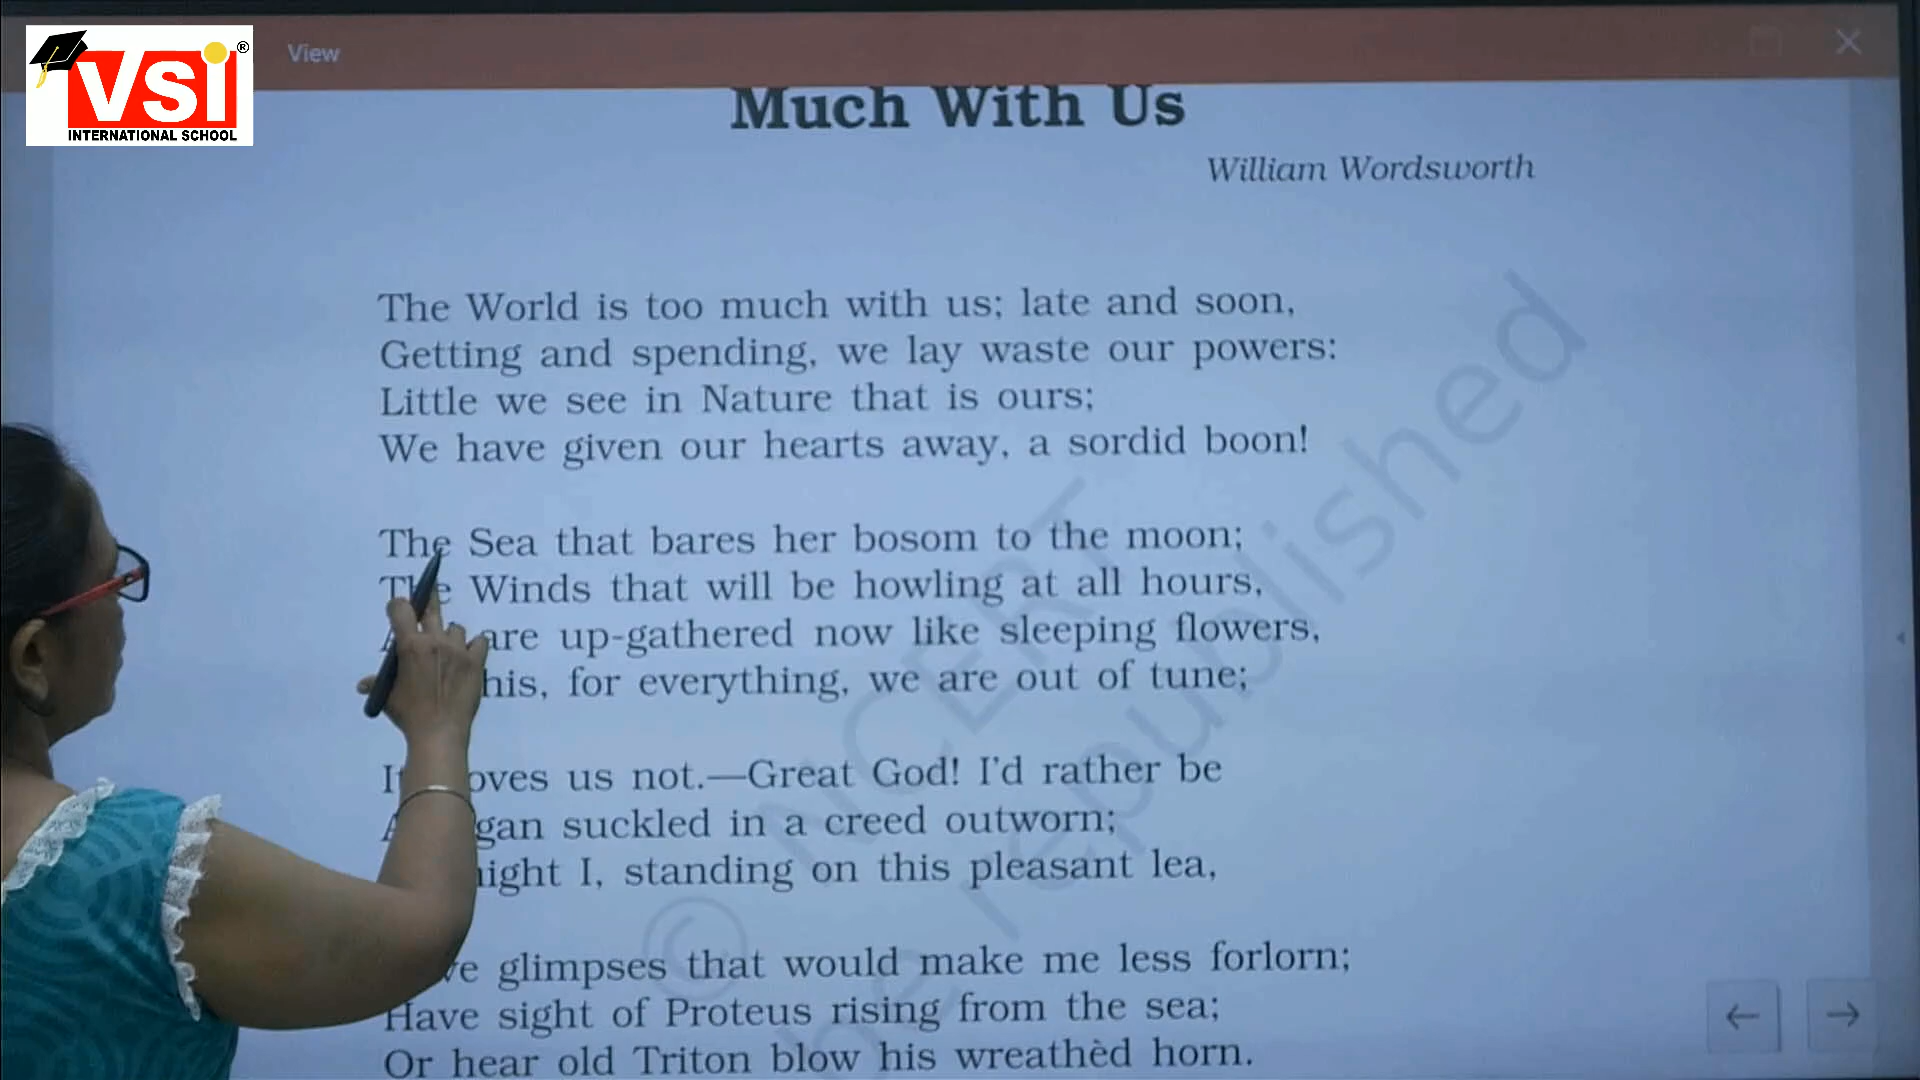 VSI®
INTERNATIONAL SCHOOL
View
Much With Us
William Wordsworth
The World is too much with us; late and soon,
Getting and spending, we lay waste our powers:
Little we see in Nature that is ours;
We have given our hearts away, a sordid boon!
The Sea that bares her bosom to the moon;
The Winds that will be howling at all hours,
are up-gathered now like sleeping flowers,
his, for everything, we are out of tune;
It oves us not.—Great God! I'd rather be
A gan suckled in a creed outworn;
ight I, standing on this pleasant lea,
ve glimpses that would make me less forlorn;
Have sight of Proteus rising from the sea;
Or hear old Triton blow his wreathèd horn.
© NCERT
be republished